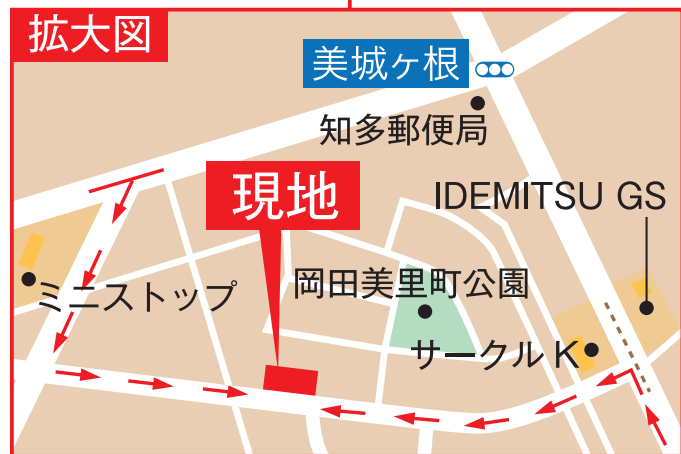 拡大図
美城ヶ根
知多郵便局
現地
IDEMITSU GS
ミニストップ
岡田美里町公園
サークルK